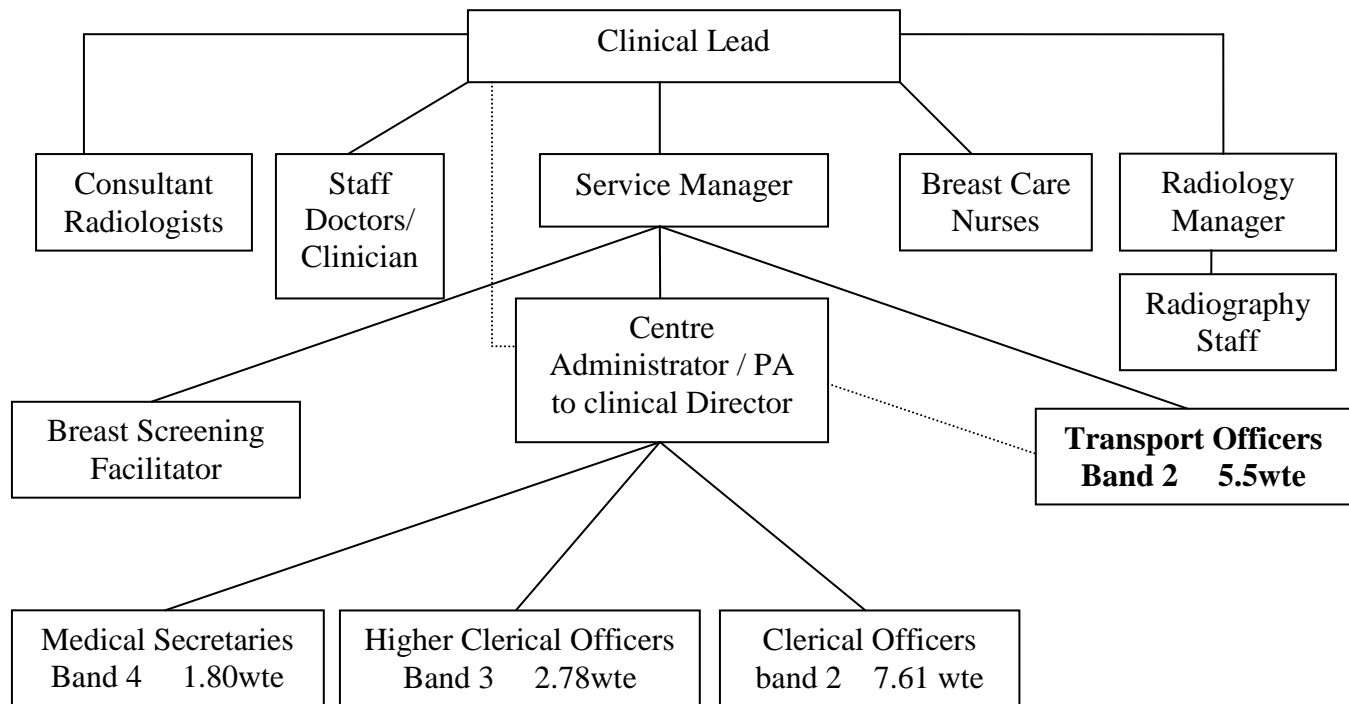 Clinical Lead
Consultant
Radiologists
Staff
Doctors/
Clinician
Service Manager
Breast Care
Nurses
Radiology
Manager
Radiography
Staff
Centre
Administrator / PA
to clinical Director
Breast Screening
Facilitator
Transport Officers
Band 2 5.5wte
Medical Secretaries
Band 4 1.80wte
Higher Clerical Officers
Band 3 2.78wte
Clerical Officers
band 2 7.61 wte